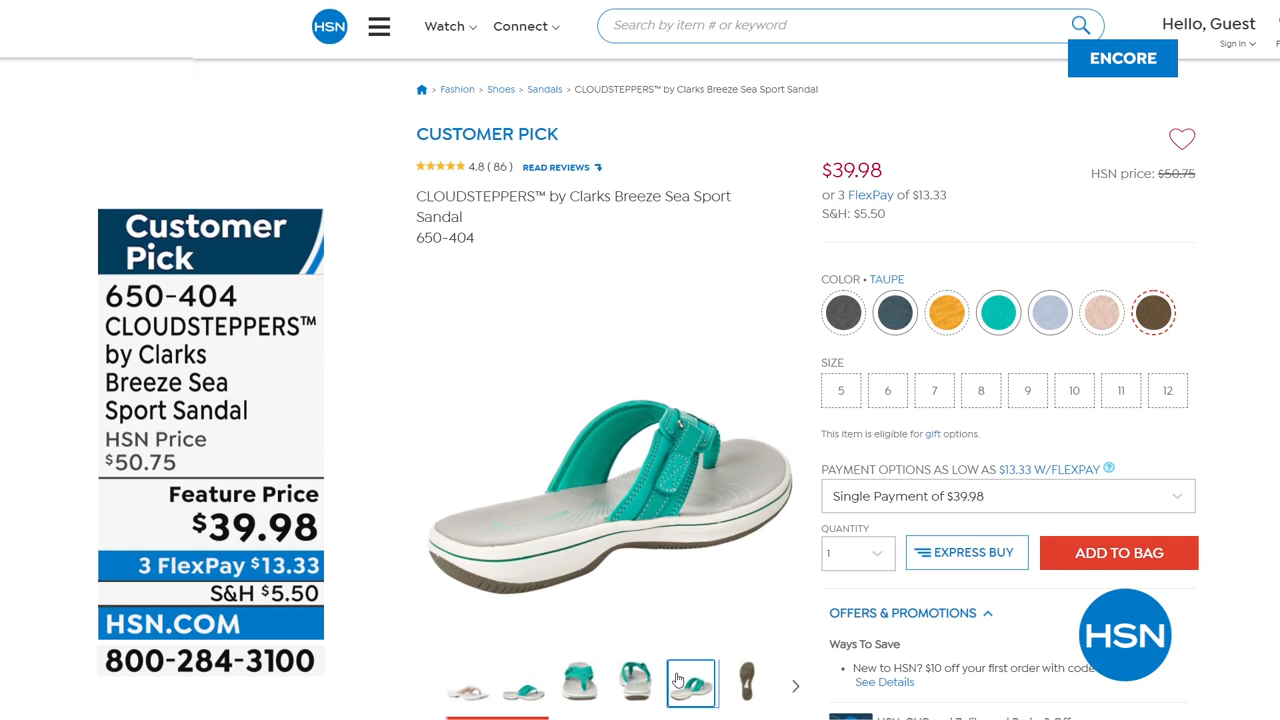 HSN
Watch
Connect
Search by item # or keyword
Hello, Guest
Sign In
ENCORE
> Fashion > Shoes > Sandals > CLOUDSTEPPERS™ by Clarks Breeze Sea Sport Sandal
CUSTOMER PICK
4.8 ( 86 ) READ REVIEWS
CLOUDSTEPPERS™ by Clarks Breeze Sea Sport
Sandal
650-404
$39.98
HSN price: $50.75
or 3 FlexPay of $13.33
S&H: $5.50
COLOR • TAUPE
SIZE
5 6 7 8 9 10 11 12
This item is eligible for gift options.
PAYMENT OPTIONS AS LOW AS $13.33 W/FLEXPAY ?
Single Payment of $39.98
QUANTITY
1
EXPRESS BUY
ADD TO BAG
OFFERS & PROMOTIONS
Ways To Save
• New to HSN? $10 off your first order with code
See Details
HSN
Customer
Pick
650-404
CLOUDSTEPPERS™
by Clarks
Breeze Sea
Sport Sandal
HSN Price
$50.75
Feature Price
$39.98
3 FlexPay $13.33
S&H $5.50
HSN.COM
800-284-3100